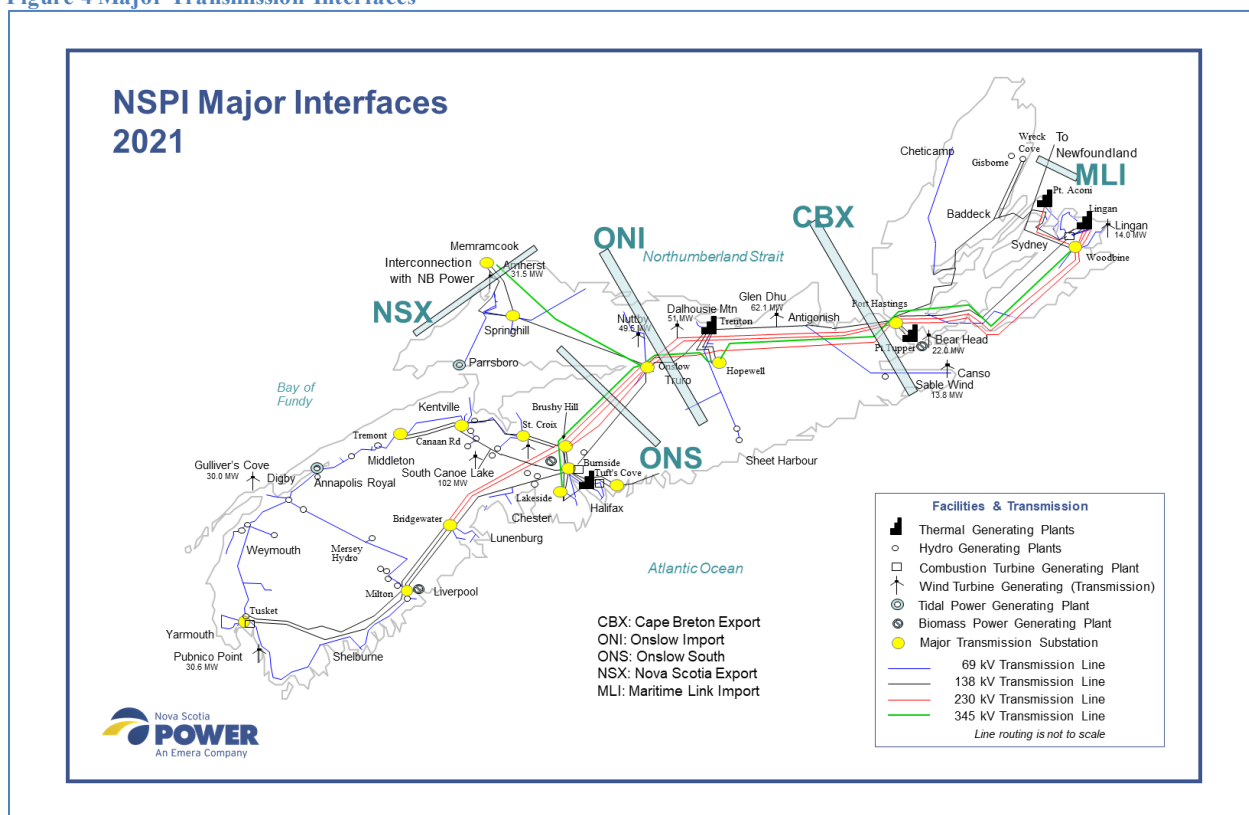 Figure 4 Major Transmission Interfaces
NSPI Major Interfaces
2021
Wreck
Cove
To
Newfoundland
Cheticamp
Gisborne
MLI
Pt. Aconi
Lingan
CBX
Baddeck
Lingan
14.0 MW
ONI
Sydney
Woodbine
Memramcook
Interconnection
with NB Power
Amherst
31.5 MW
Northumberland Strait
NSX
Glen Dhu
62.1 MW
Fort Hastings
Dalhousie Mtn
51 MW
Trenton
Antigonish
Nuttby
49.5 MW
Springhill
Pt Tupper
Bear Head
22.0 MW
Parrsboro
Onslow
Truro
Hopewell
Canso
Sable Wind
13.8 MW
Bay of
Fundy
Kentville
Brushy Hill
St. Croix
Tremont
Canaan Rd
ONS
Sheet Harbour
Middleton
Burnside
Gulliver's Cove
30.0 MW
Digby
South Canoe Lake
102 MW
Tuft's Cove
Annapolis Royal
Lakeside
Halifax
Chester
Bridgewater
Lunenburg
Weymouth
Mersey
Hydro
Atlantic Ocean
Milton
Liverpool
Tusket
Yarmouth
Pubnico Point
30.6 MW
Shelburne
CBX: Cape Breton Export
ONI: Onslow Import
ONS: Onslow South
NSX: Nova Scotia Export
MLI: Maritime Link Import
Facilities & Transmission
Thermal Generating Plants
Hydro Generating Plants
Combustion Turbine Generating Plant
Wind Turbine Generating (Transmission)
Tidal Power Generating Plant
Biomass Power Generating Plant
Major Transmission Substation
69 kV Transmission Line
138 kV Transmission Line
230 kV Transmission Line
345 kV Transmission Line
Line routing is not to scale
Nova Scotia
POWER
An Emera Company